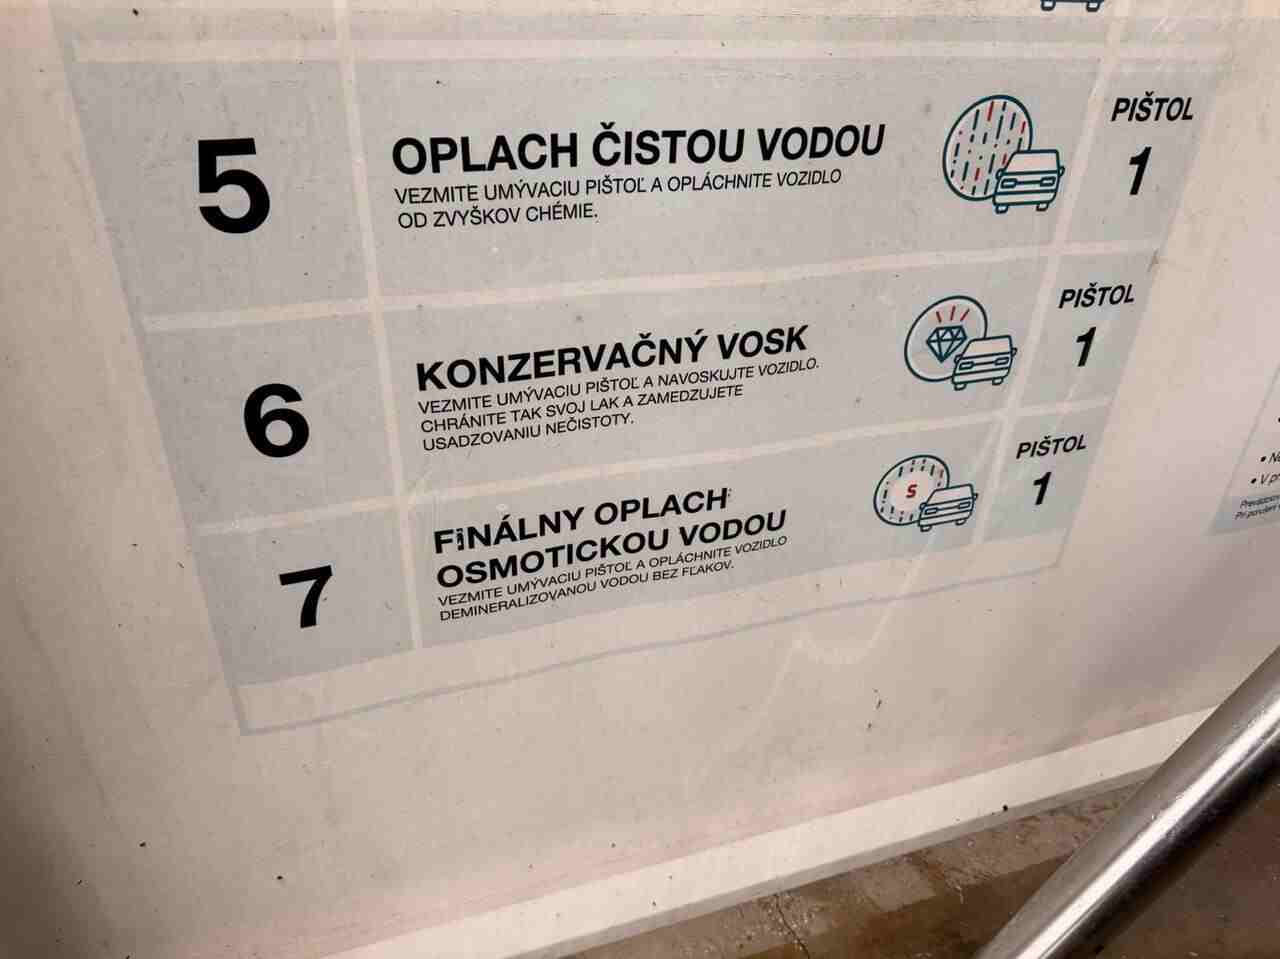 5
OPLACH ČISTOU VODOU
VEZMITE UMÝVACIU PIŠTOĽ A OPLÁCHNITE VOZIDLO
OD ZVYŠKOV CHÉMIE.
PIŠTOL
1
6
KONZERVAČNÝ VOSK
VEZMITE UMÝVACIU PIŠTOĽ A NAVOSKUJTE VOZIDLO.
CHRÁNITE TAK SVOJ LAK A ZAMEDZUJETE
USADZOVANIU NEČISTOTY.
PIŠTOL
1
7
FINÁLNY OPLACH
OSMOTICKOU VODOU
VEZMITE UMÝVACIU PIŠTOĽ A OPLÁCHNITE VOZIDLO
DEMINERALIZOVANOU VODOU BEZ FĽAKOV.
S
PIŠTOL
1
• V